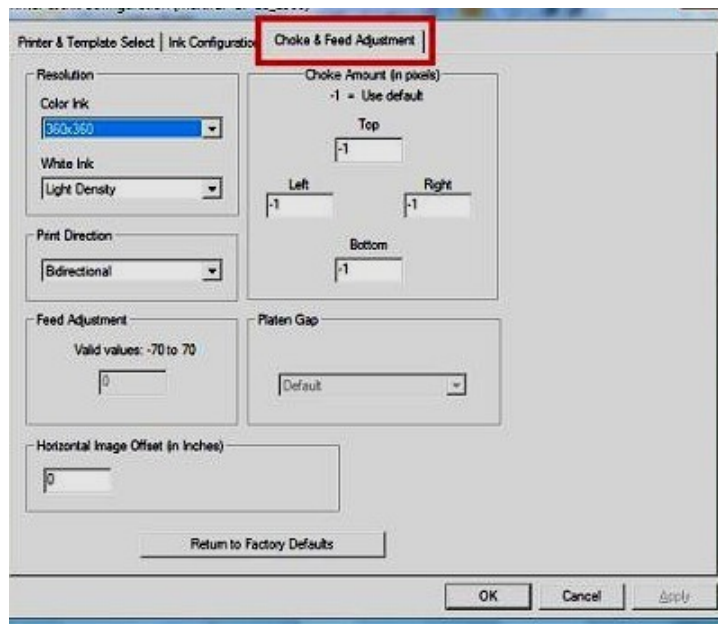 Printer & Template Select | Ink Configuration
Choke & Feed Adjustment
Resolution
Color Ink
360x360
White Ink
Light Density
Print Direction
Bidirectional
Choke Amount (in pixels)
-1 = Use default
Top
-1
Left Right
-1 -1
Bottom
-1
Feed Adjustment
Valid values: -70 to 70
0
Platen Gap
Default
Horizontal Image Offset (in Inches)
0
Return to Factory Defaults
OK Cancel Apply